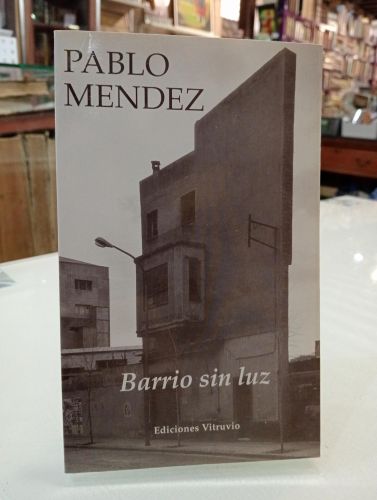 PABLO
MENDEZ
Barrio sin luz
Ediciones Vitruvio